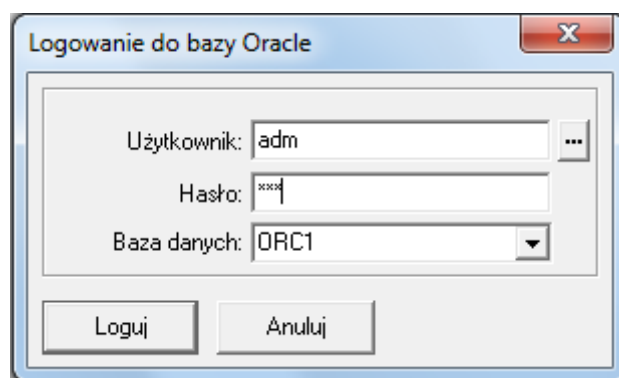 Logowanie do bazy Oracle
Użytkownik: adm ...
Hasło: ***
Baza danych: ORC1
Loguj Anuluj